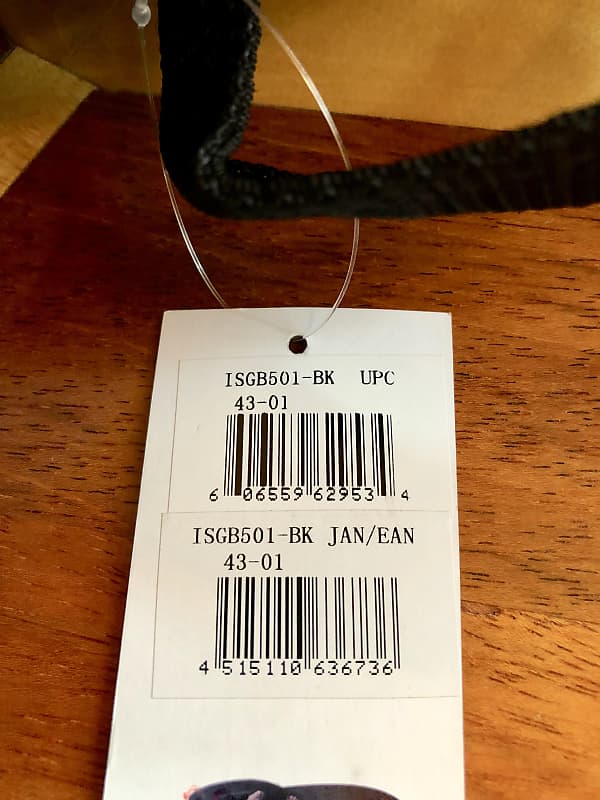 ISGB501-BK UPC
43-01
6 06559 62953 4
ISGB501-BK JAN/EAN
43-01
4 515110 636736